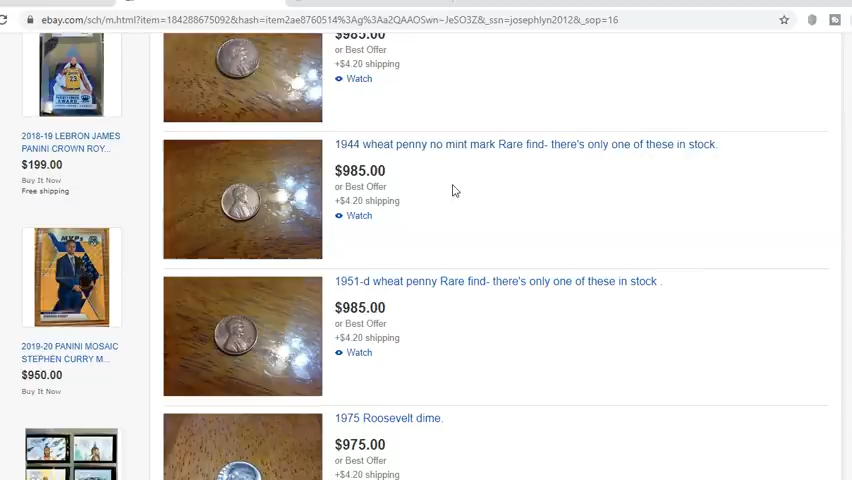 ebay.com/sch/m.html?item=184288675092&hash=item2ae8760514%3Ag%3Aa2QAAOSwn~JeSO3Z&_ssn=josephlyn2012&_sop=16
$985.00
or Best Offer
+$4.20 shipping
Watch
2018-19 LEBRON JAMES
PANINI CROWN ROY...
$199.00
Buy It Now
Free shipping
1944 wheat penny no mint mark Rare find- there's only one of these in stock.
$985.00
or Best Offer
+$4.20 shipping
Watch
2019-20 PANINI MOSAIC
STEPHEN CURRY M...
$950.00
Buy It Now
1951-d wheat penny Rare find- there's only one of these in stock .
$985.00
or Best Offer
+$4.20 shipping
Watch
1975 Roosevelt dime.
$975.00
or Best Offer
+$4.20 shipping